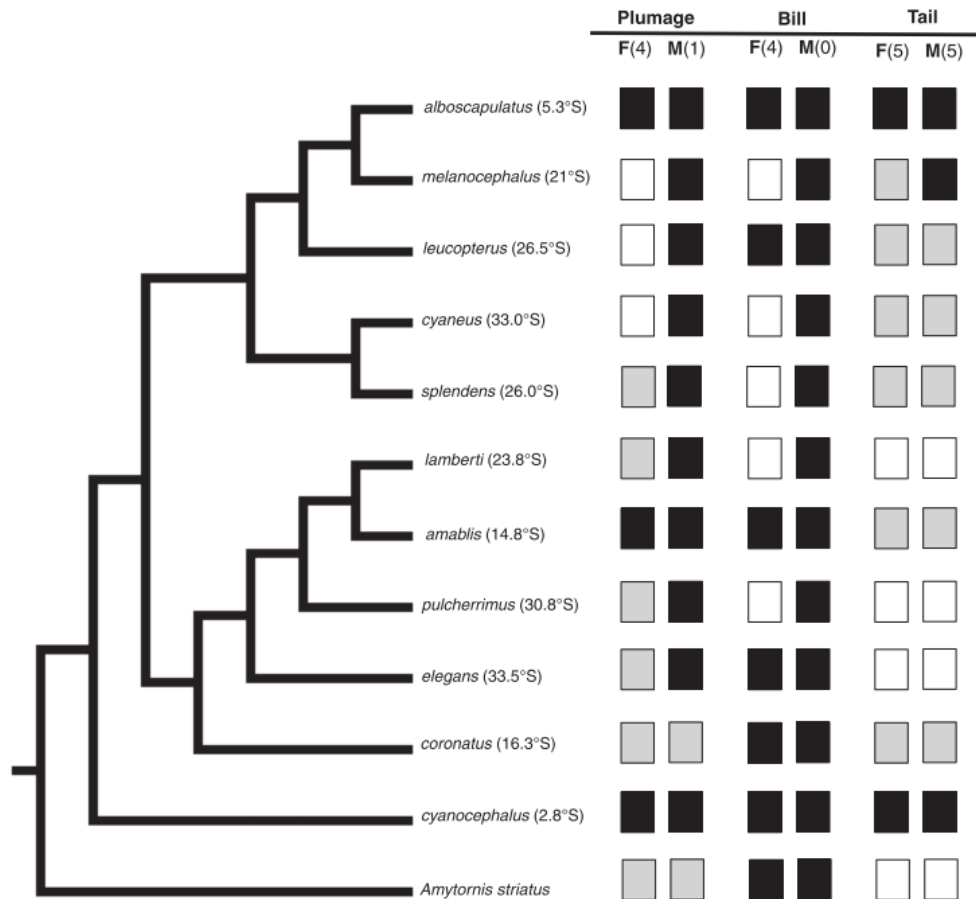 Plumage Bill Tail
F(4) M(1) F(4) M(0) F(5) M(5)
alboscapulatus (5.3°S)
melanocephalus (21°S)
leucopterus (26.5°S)
cyaneus (33.0°S)
splendens (26.0°S)
lamberti (23.8°S)
amablis (14.8°S)
pulcherrimus (30.8°S)
elegans (33.5°S)
coronatus (16.3°S)
cyanocephalus (2.8°S)
Amytornis striatus